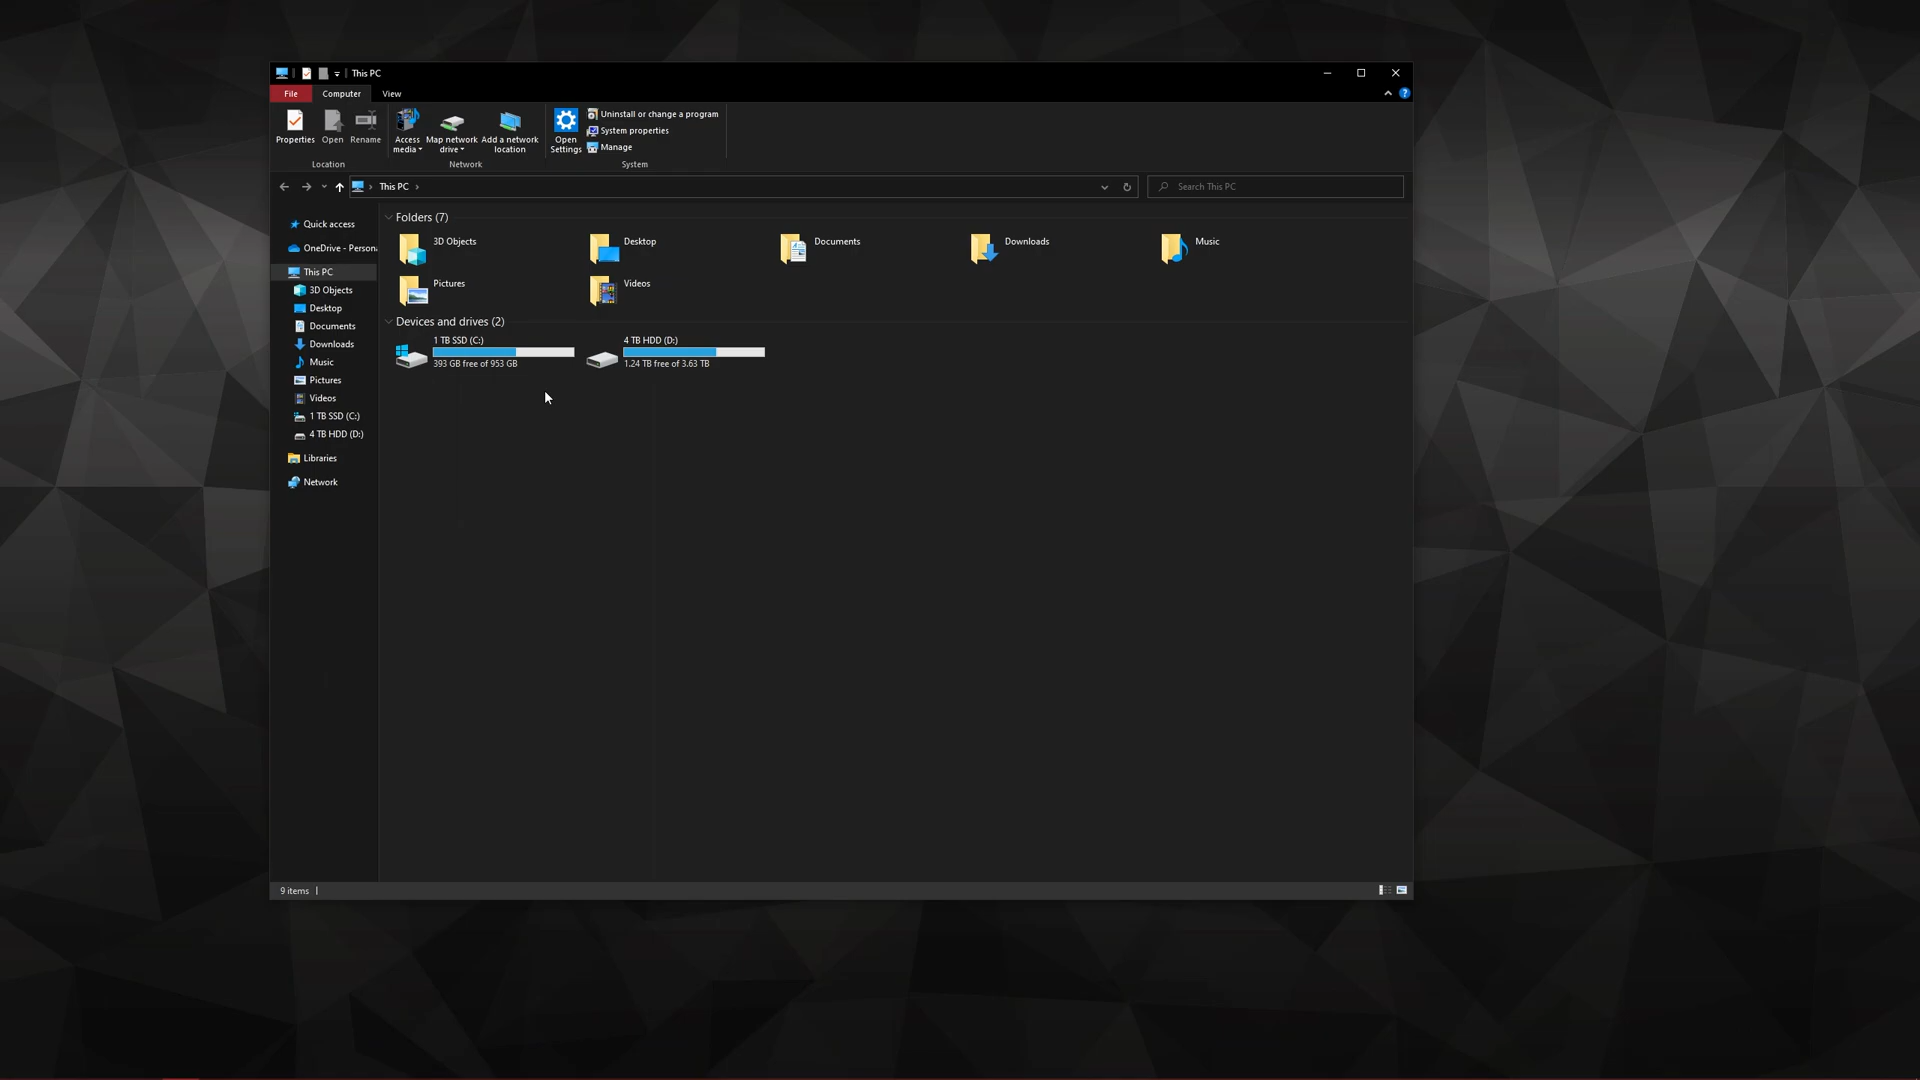 This PC
File Computer View
Properties Open Rename Access media Map network drive Add a network location Open Settings Uninstall or change a program
System properties
Manage
Location Network System
This PC Search This PC
Quick access
OneDrive - Person
This PC
3D Objects
Desktop
Documents
Downloads
Music
Pictures
Videos
1 TB SSD (C:)
4 TB HDD (D:)
Libraries
Network
Folders (7)
3D Objects Desktop Documents Downloads Music
Pictures Videos
Devices and drives (2)
1 TB SSD (C:) 4 TB HDD (D:)
393 GB free of 953 GB 1.24 TB free of 3.63 TB
9 items